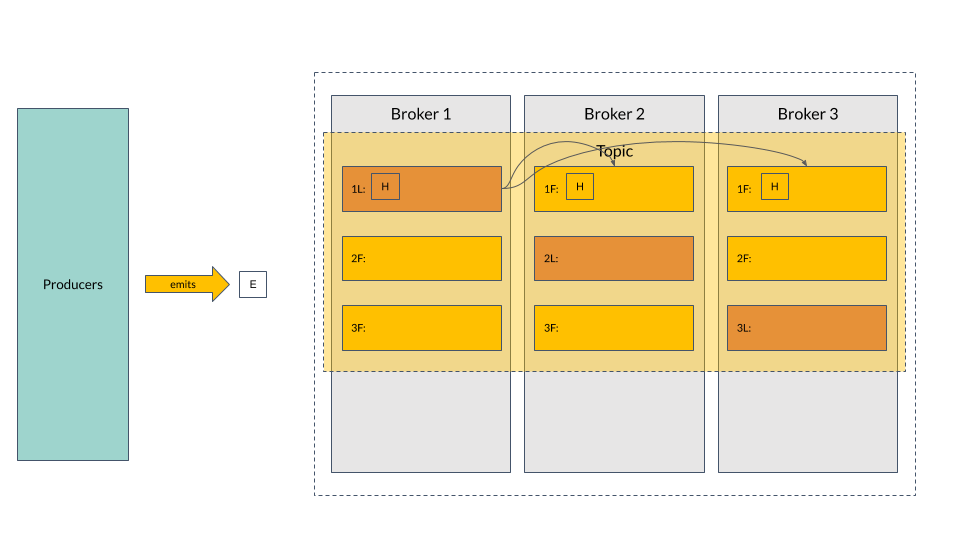 Broker 1
Broker 2
Broker 3
Topic
1L: H
1F: H
1F: H
2F:
2L:
2F:
Producers
emits
E
3F:
3F:
3L: